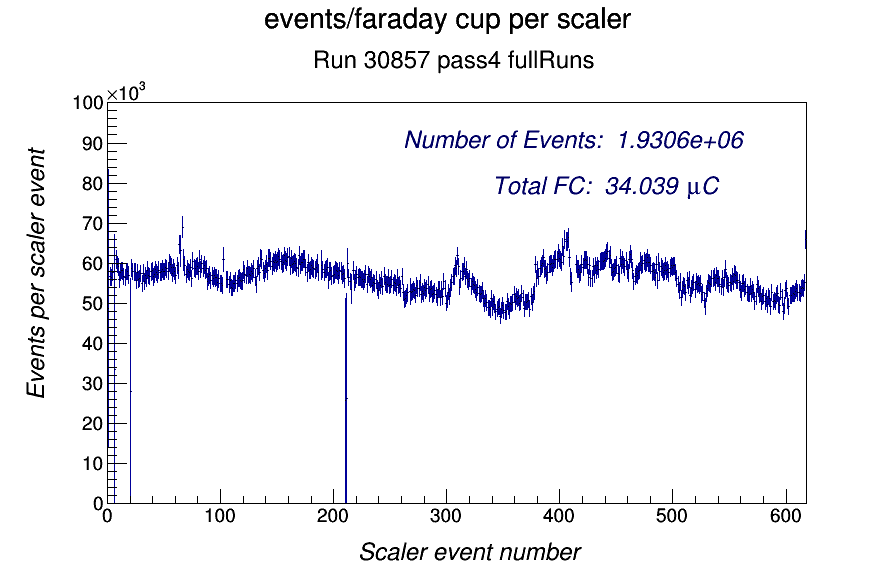 events/faraday cup per scaler
Run 30857 pass4 fullRuns
×10³
100
90
80
70
60
50
40
30
20
10
0
Number of Events: 1.9306e+06
Total FC: 34.039 μC
Events per scaler event
0 100 200 300 400 500 600
Scaler event number